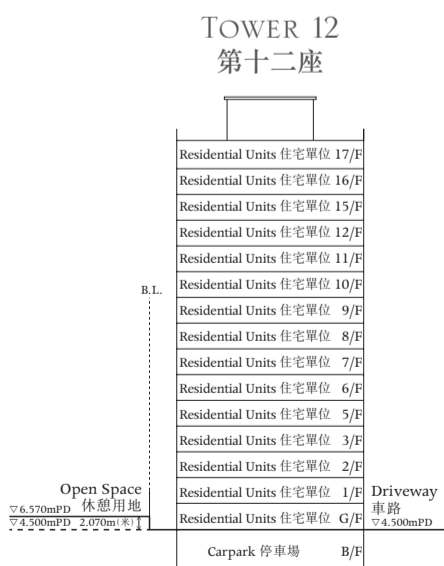 TOWER 12
第十二座
Residential Units 住宅單位 17/F
Residential Units 住宅單位 16/F
Residential Units 住宅單位 15/F
Residential Units 住宅單位 12/F
Residential Units 住宅單位 11/F
Residential Units 住宅單位 10/F
B.L.
Residential Units 住宅單位 9/F
Residential Units 住宅單位 8/F
Residential Units 住宅單位 7/F
Residential Units 住宅單位 6/F
Residential Units 住宅單位 5/F
Residential Units 住宅單位 3/F
Residential Units 住宅單位 2/F
Residential Units 住宅單位 1/F
Residential Units 住宅單位 G/F
Open Space
休憩用地
▽6.570mPD
▽4.500mPD 2.070m(米)
Driveway
車路
▽4.500mPD
Carpark 停車場 B/F